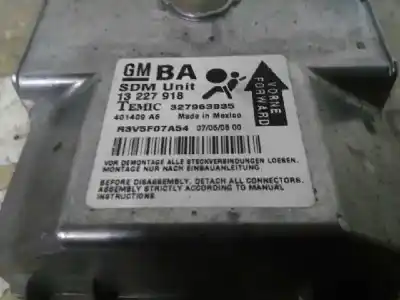 GM BA
SDM Unit
13 227 918
TEMIC 327963935
401409 A6 Made in Mexico
R3V5F07A54 07/06/08 00
VORNE
FORWARD
VOR DEMONTAGE ALLE STECKVERBINDUNGEN LOESEN.
MONTAGE NUR NACH EINBAUANLEITUNG.
BEFORE DISASSEMBLY, DETACH ALL CONNECTORS.
ASSEMBLY STRICTLY ACCORDING TO MANUAL
INSTRUCTIONS.